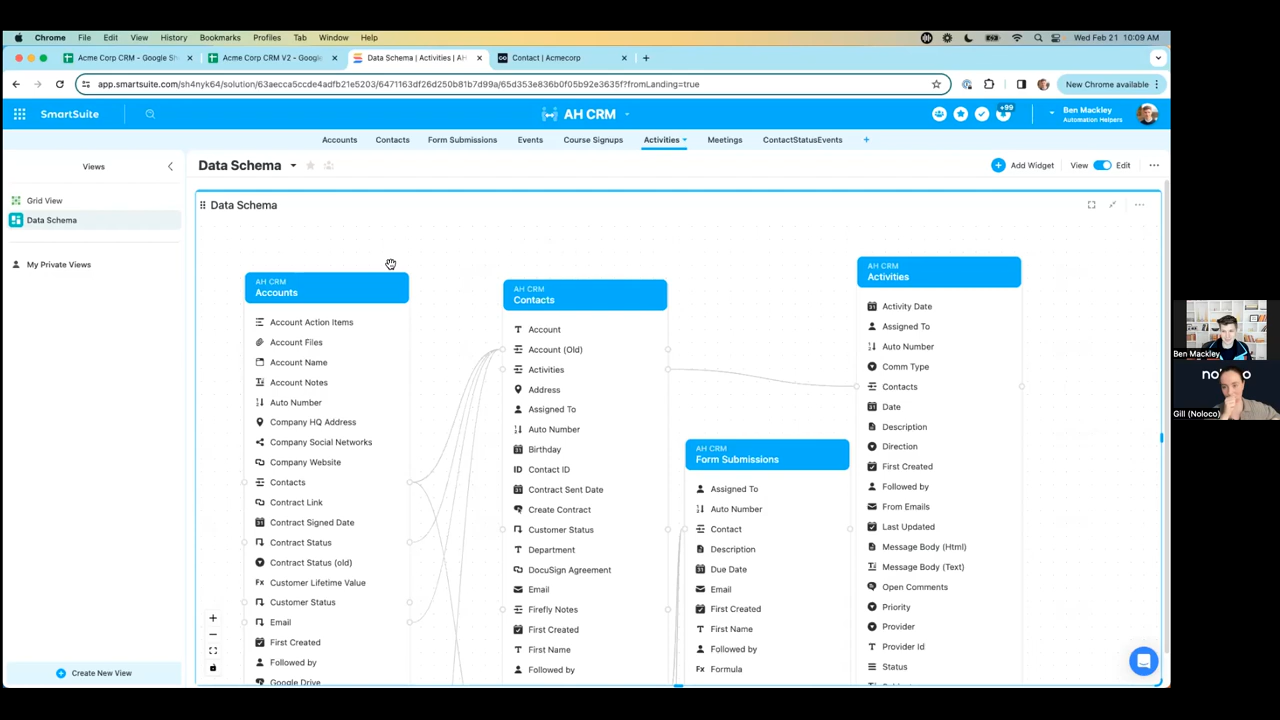 Chrome File Edit View History Bookmarks Profiles Tab Window Help
Wed Feb 21 10:09 AM
Acme Corp CRM - Google Sh
Acme Corp CRM V2 - Google
Data Schema | Activities | AH
Contact | Acmecorp
app.smartsuite.com/sh4nyk64/solution/63aecca5ccde4adfb21e5203/6471163df26d250b81b7d99a/65d353e836b0f05b92e3635f?fromLanding=true
New Chrome available
SmartSuite
AH CRM
+99
Ben Mackley
Automation Helpers
Accounts Contacts Form Submissions Events Course Signups Activities Meetings ContactStatusEvents
Views
Data Schema
Add Widget
View
Edit
Grid View
Data Schema
My Private Views
Create New View
Data Schema
AH CRM
Accounts
Account Action Items
Account Files
Account Name
Account Notes
Auto Number
Company HQ Address
Company Social Networks
Company Website
Contacts
Contract Link
Contract Signed Date
Contract Status
Contract Status (old)
Customer Lifetime Value
Customer Status
Email
First Created
Followed by
Google Drive
AH CRM
Contacts
Account
Account (Old)
Activities
Address
Assigned To
Auto Number
Birthday
Contact ID
Contract Sent Date
Create Contract
Customer Status
Department
DocuSign Agreement
Email
Firefly Notes
First Created
First Name
Followed by
AH CRM
Form Submissions
Assigned To
Auto Number
Contact
Description
Due Date
Email
First Created
First Name
Followed by
Formula
AH CRM
Activities
Activity Date
Assigned To
Auto Number
Comm Type
Contacts
Date
Description
Direction
First Created
Followed by
From Emails
Last Updated
Message Body (Html)
Message Body (Text)
Open Comments
Priority
Provider
Provider Id
Status
Ben Mackley
Gill (Noloco)